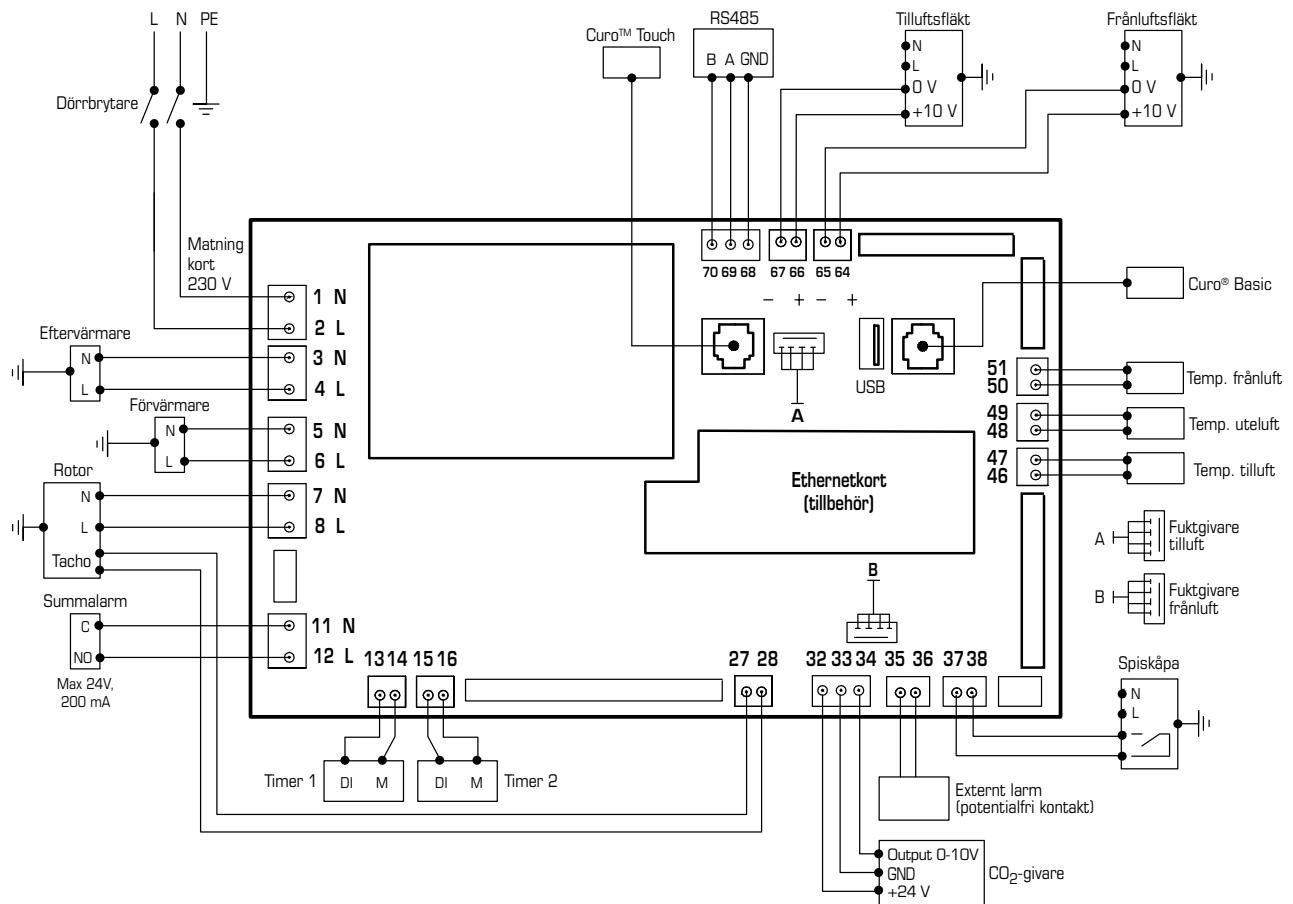 L N PE
RS485
Curo™ Touch
B A GND
Tilluftsfläkt
N
L
0 V
+10 V
Frånluftsfläkt
N
L
0 V
+10 V
Dörrbrytare
Matning
kort
230 V
70 69 68
67 66
65 64
– + – +
USB
A
Curo® Basic
1 N
2 L
Eftervärmare
N
L
3 N
4 L
Förvärmare
N
L
5 N
6 L
Rotor
N
L
Tacho
7 N
8 L
Summalarm
C
NO
Max 24V,
200 mA
11 N
12 L
51
50
Temp. frånluft
49
48
Temp. uteluft
47
46
Temp. tilluft
Ethernetkort
(tillbehör)
A
Fuktgivare
tilluft
B
Fuktgivare
frånluft
B
13 14 15 16
27 28
32 33 34 35 36 37 38
Spiskåpa
N
L
Timer 1
DI M
DI M
Timer 2
Externt larm
(potentialfri kontakt)
Output 0-10V
GND
+24 V
CO2-givare